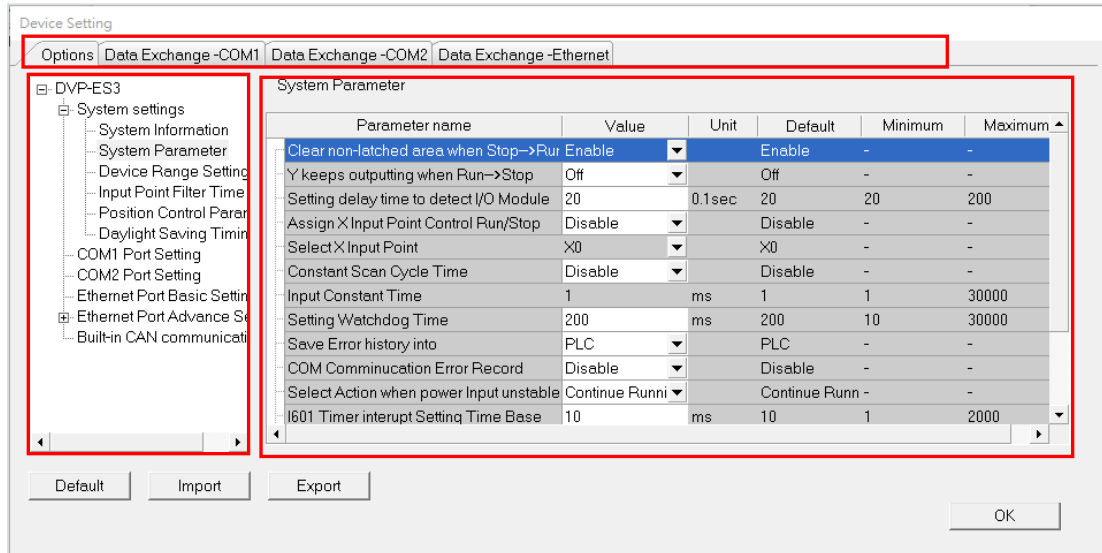 Device Setting
Options Data Exchange -COM1 Data Exchange -COM2 Data Exchange -Ethernet
DVP-ES3
System settings
System Information
System Parameter
Device Range Setting
Input Point Filter Time
Position Control Parar
Daylight Saving Timin
COM1 Port Setting
COM2 Port Setting
Ethernet Port Basic Settin
Ethernet Port Advance Se
Built-in CAN communicati
System Parameter
Parameter name Value Unit Default Minimum Maximum
Clear non-latched area when Stop->Rur Enable Enable - -
Y keeps outputting when Run->Stop Off Off - -
Setting delay time to detect I/O Module 20 0.1sec 20 20 200
Assign X Input Point Control Run/Stop Disable Disable - -
Select X Input Point X0 X0 - -
Constant Scan Cycle Time Disable Disable - -
Input Constant Time 1 ms 1 1 30000
Setting Watchdog Time 200 ms 200 10 30000
Save Error history into PLC PLC - -
COM Comminucation Error Record Disable Disable - -
Select Action when power Input unstable Continue Runni Continue Runn - -
I601 Timer interupt Setting Time Base 10 ms 10 1 2000
Default Import Export
OK